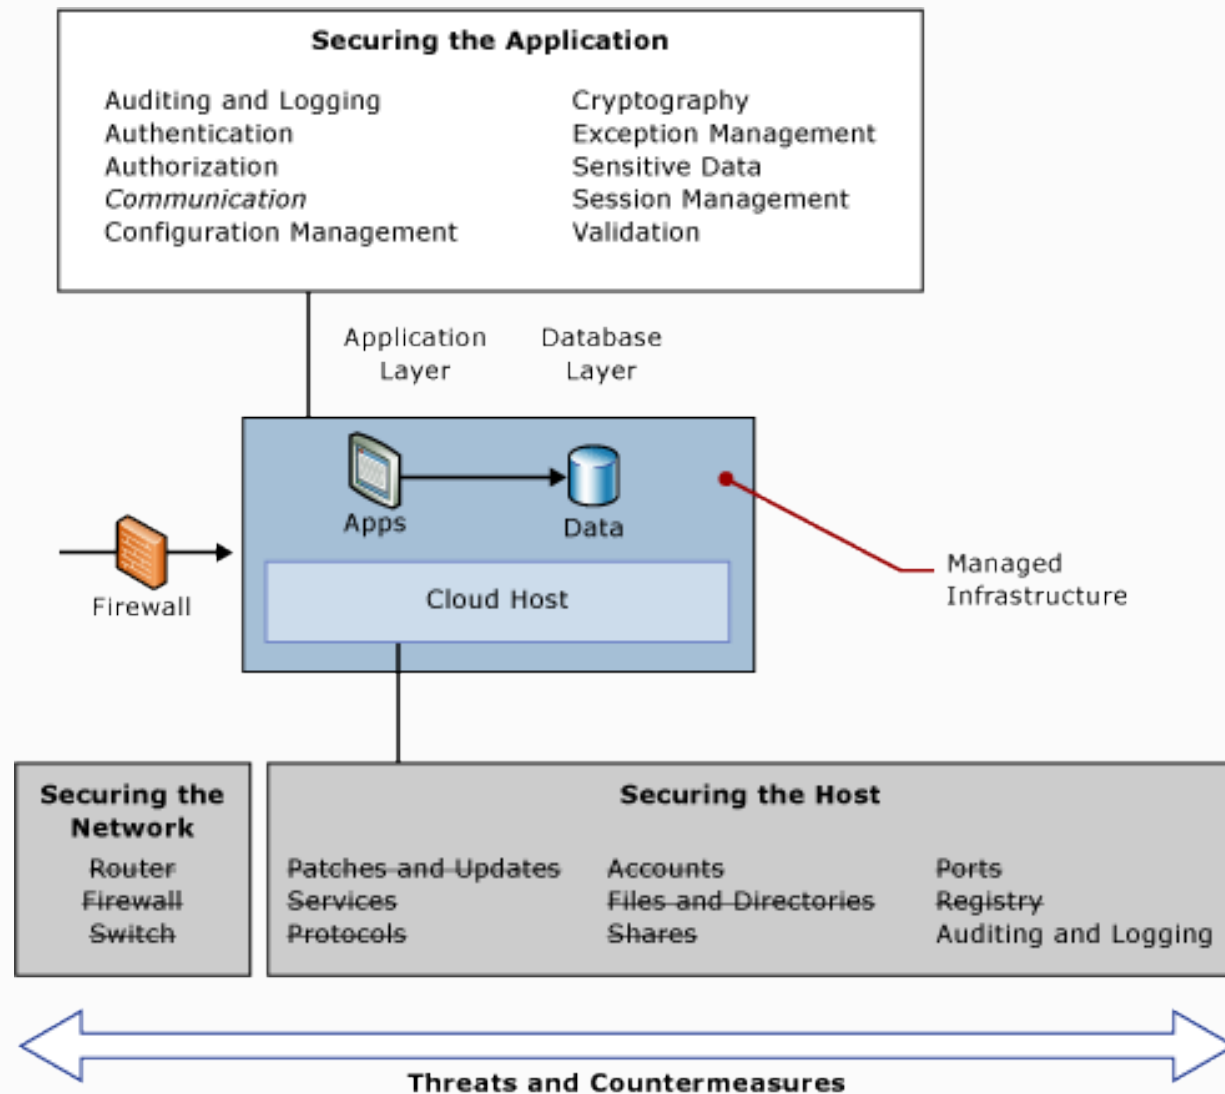 Securing the Application
Auditing and Logging
Authentication
Authorization
Communication
Configuration Management
Cryptography
Exception Management
Sensitive Data
Session Management
Validation
Application
Layer
Database
Layer
Apps
Data
Firewall
Cloud Host
Managed
Infrastructure
Securing the
Network
Router
Firewall
Switch
Securing the Host
Patches and Updates
Services
Protocols
Accounts
Files and Directories
Shares
Ports
Registry
Auditing and Logging
Threats and Countermeasures